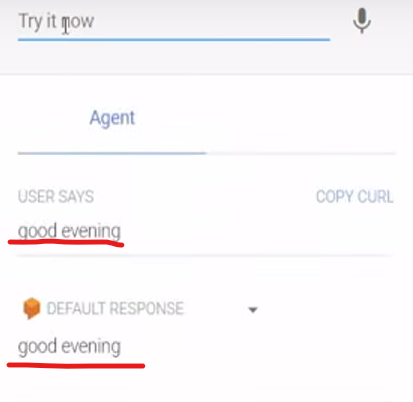 Try it now
Agent
USER SAYS COPY CURL
good evening
DEFAULT RESPONSE
good evening